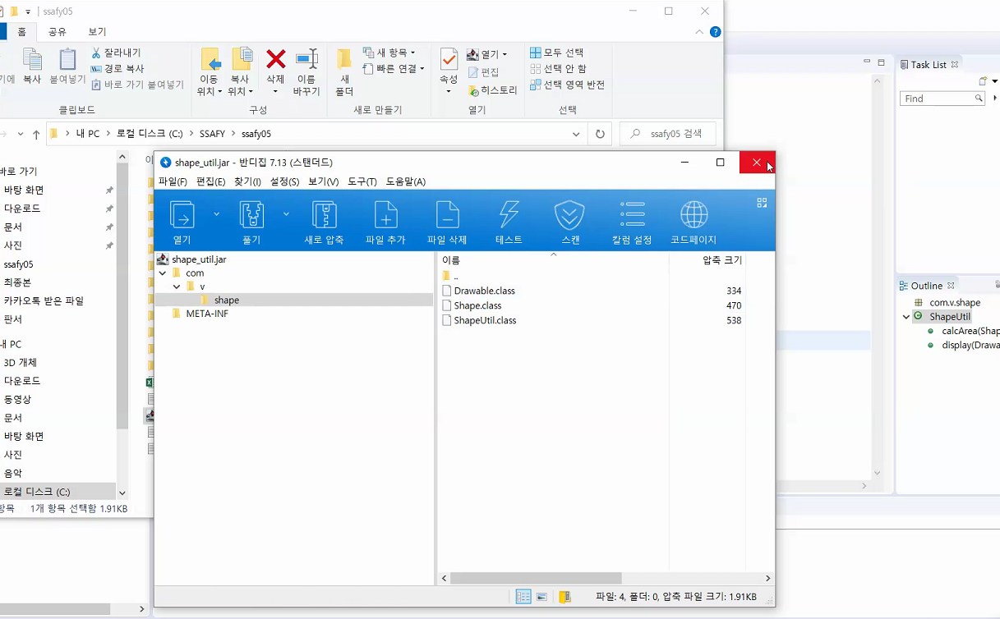 ssafy05
홈 공유 보기
복사
붙여넣기
잘라내기
경로 복사
바로 가기 붙여넣기
클립보드
이동
위치
복사
위치
삭제
이름
바꾸기
구성
새
폴더
새 항목
빠른 연결
새로 만들기
속성
열기
편집
히스토리
열기
모두 선택
선택 안 함
선택 영역 반전
선택
내 PC > 로컬 디스크 (C:) > SSAFY > ssafy05
ssafy05 검색
바로 가기
바탕 화면
다운로드
문서
사진
ssafy05
최종본
카카오톡 받은 파일
판서
내 PC
3D 개체
다운로드
동영상
문서
바탕 화면
사진
음악
로컬 디스크 (C:)
항목 1개 항목 선택함 1.91KB
shape_util.jar - 반디집 7.13 (스탠더드)
파일(F) 편집(E) 찾기(I) 설정(S) 보기(V) 도구(T) 도움말(A)
열기 풀기 새로 압축 파일 추가 파일 삭제 테스트 스캔 칼럼 설정 코드페이지
shape_util.jar
com
v
shape
META-INF
이름 압축 크기
..
Drawable.class 334
Shape.class 470
ShapeUtil.class 538
파일: 4, 폴더: 0, 압축 파일 크기: 1.91KB
Task List
Find
Outline
com.v.shape
ShapeUtil
calcArea(Shap
display(Drawa